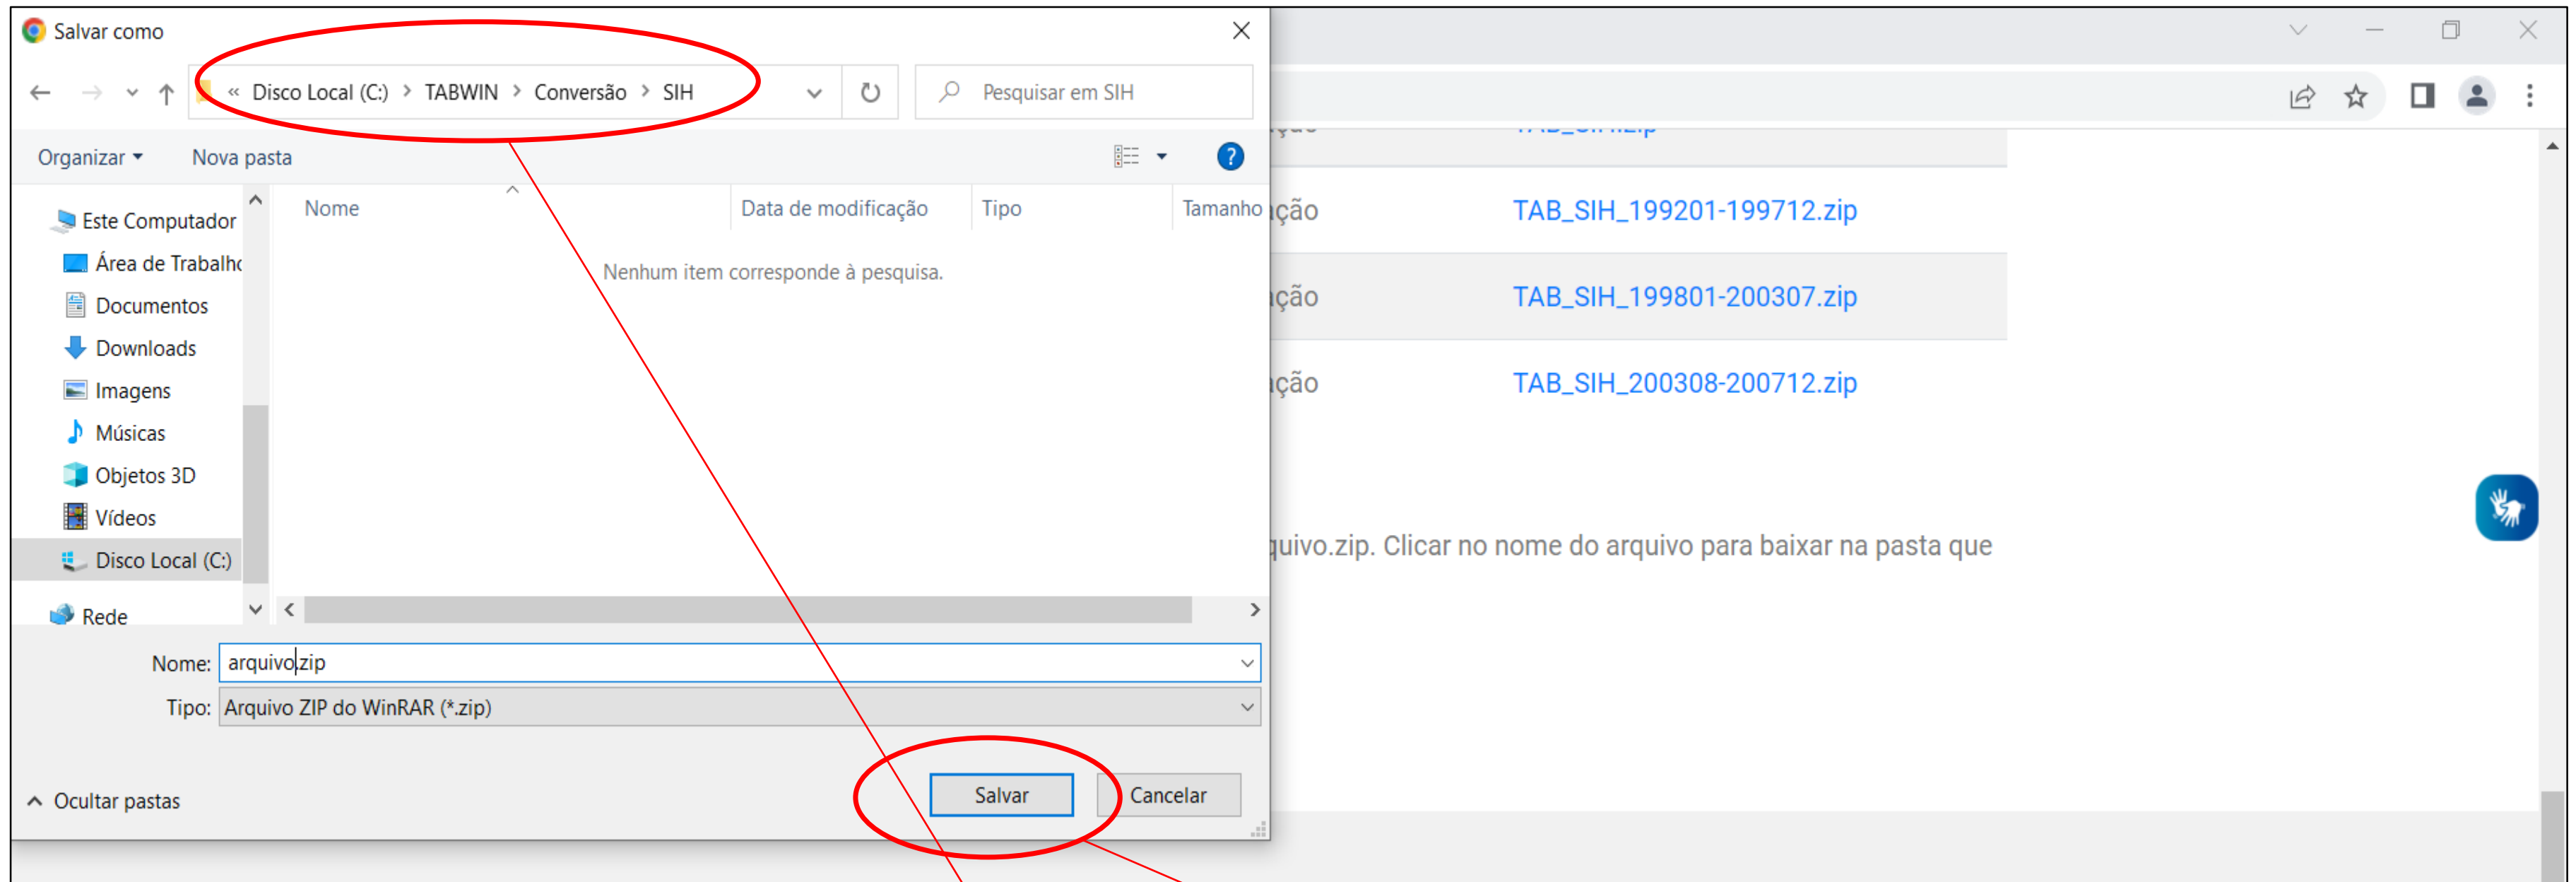 Salvar como
« Disco Local (C:) > TABWIN > Conversão > SIH
Pesquisar em SIH
Organizar
Nova pasta
Nome
Data de modificação
Tipo
Tamanho
Nenhum item corresponde à pesquisa.
Este Computador
Área de Trabalho
Documentos
Downloads
Imagens
Músicas
Objetos 3D
Vídeos
Disco Local (C:)
Rede
Nome: arquivo.zip
Tipo: Arquivo ZIP do WinRAR (*.zip)
Ocultar pastas
Salvar
Cancelar
TAB_SIH.zip
ção TAB_SIH_199201-199712.zip
ção TAB_SIH_199801-200307.zip
ção TAB_SIH_200308-200712.zip
quivo.zip. Clicar no nome do arquivo para baixar na pasta que